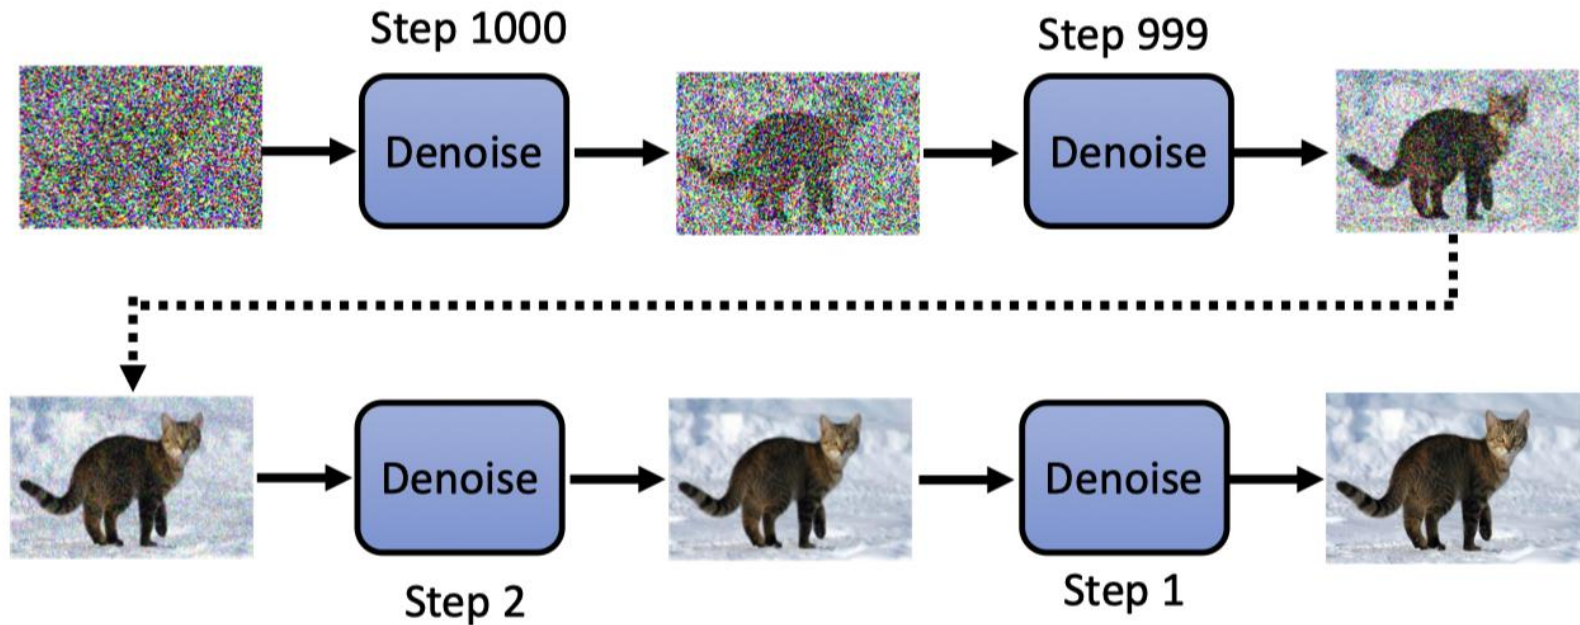 Step 1000
Step 999
Denoise
Denoise
Denoise
Denoise
Step 2
Step 1